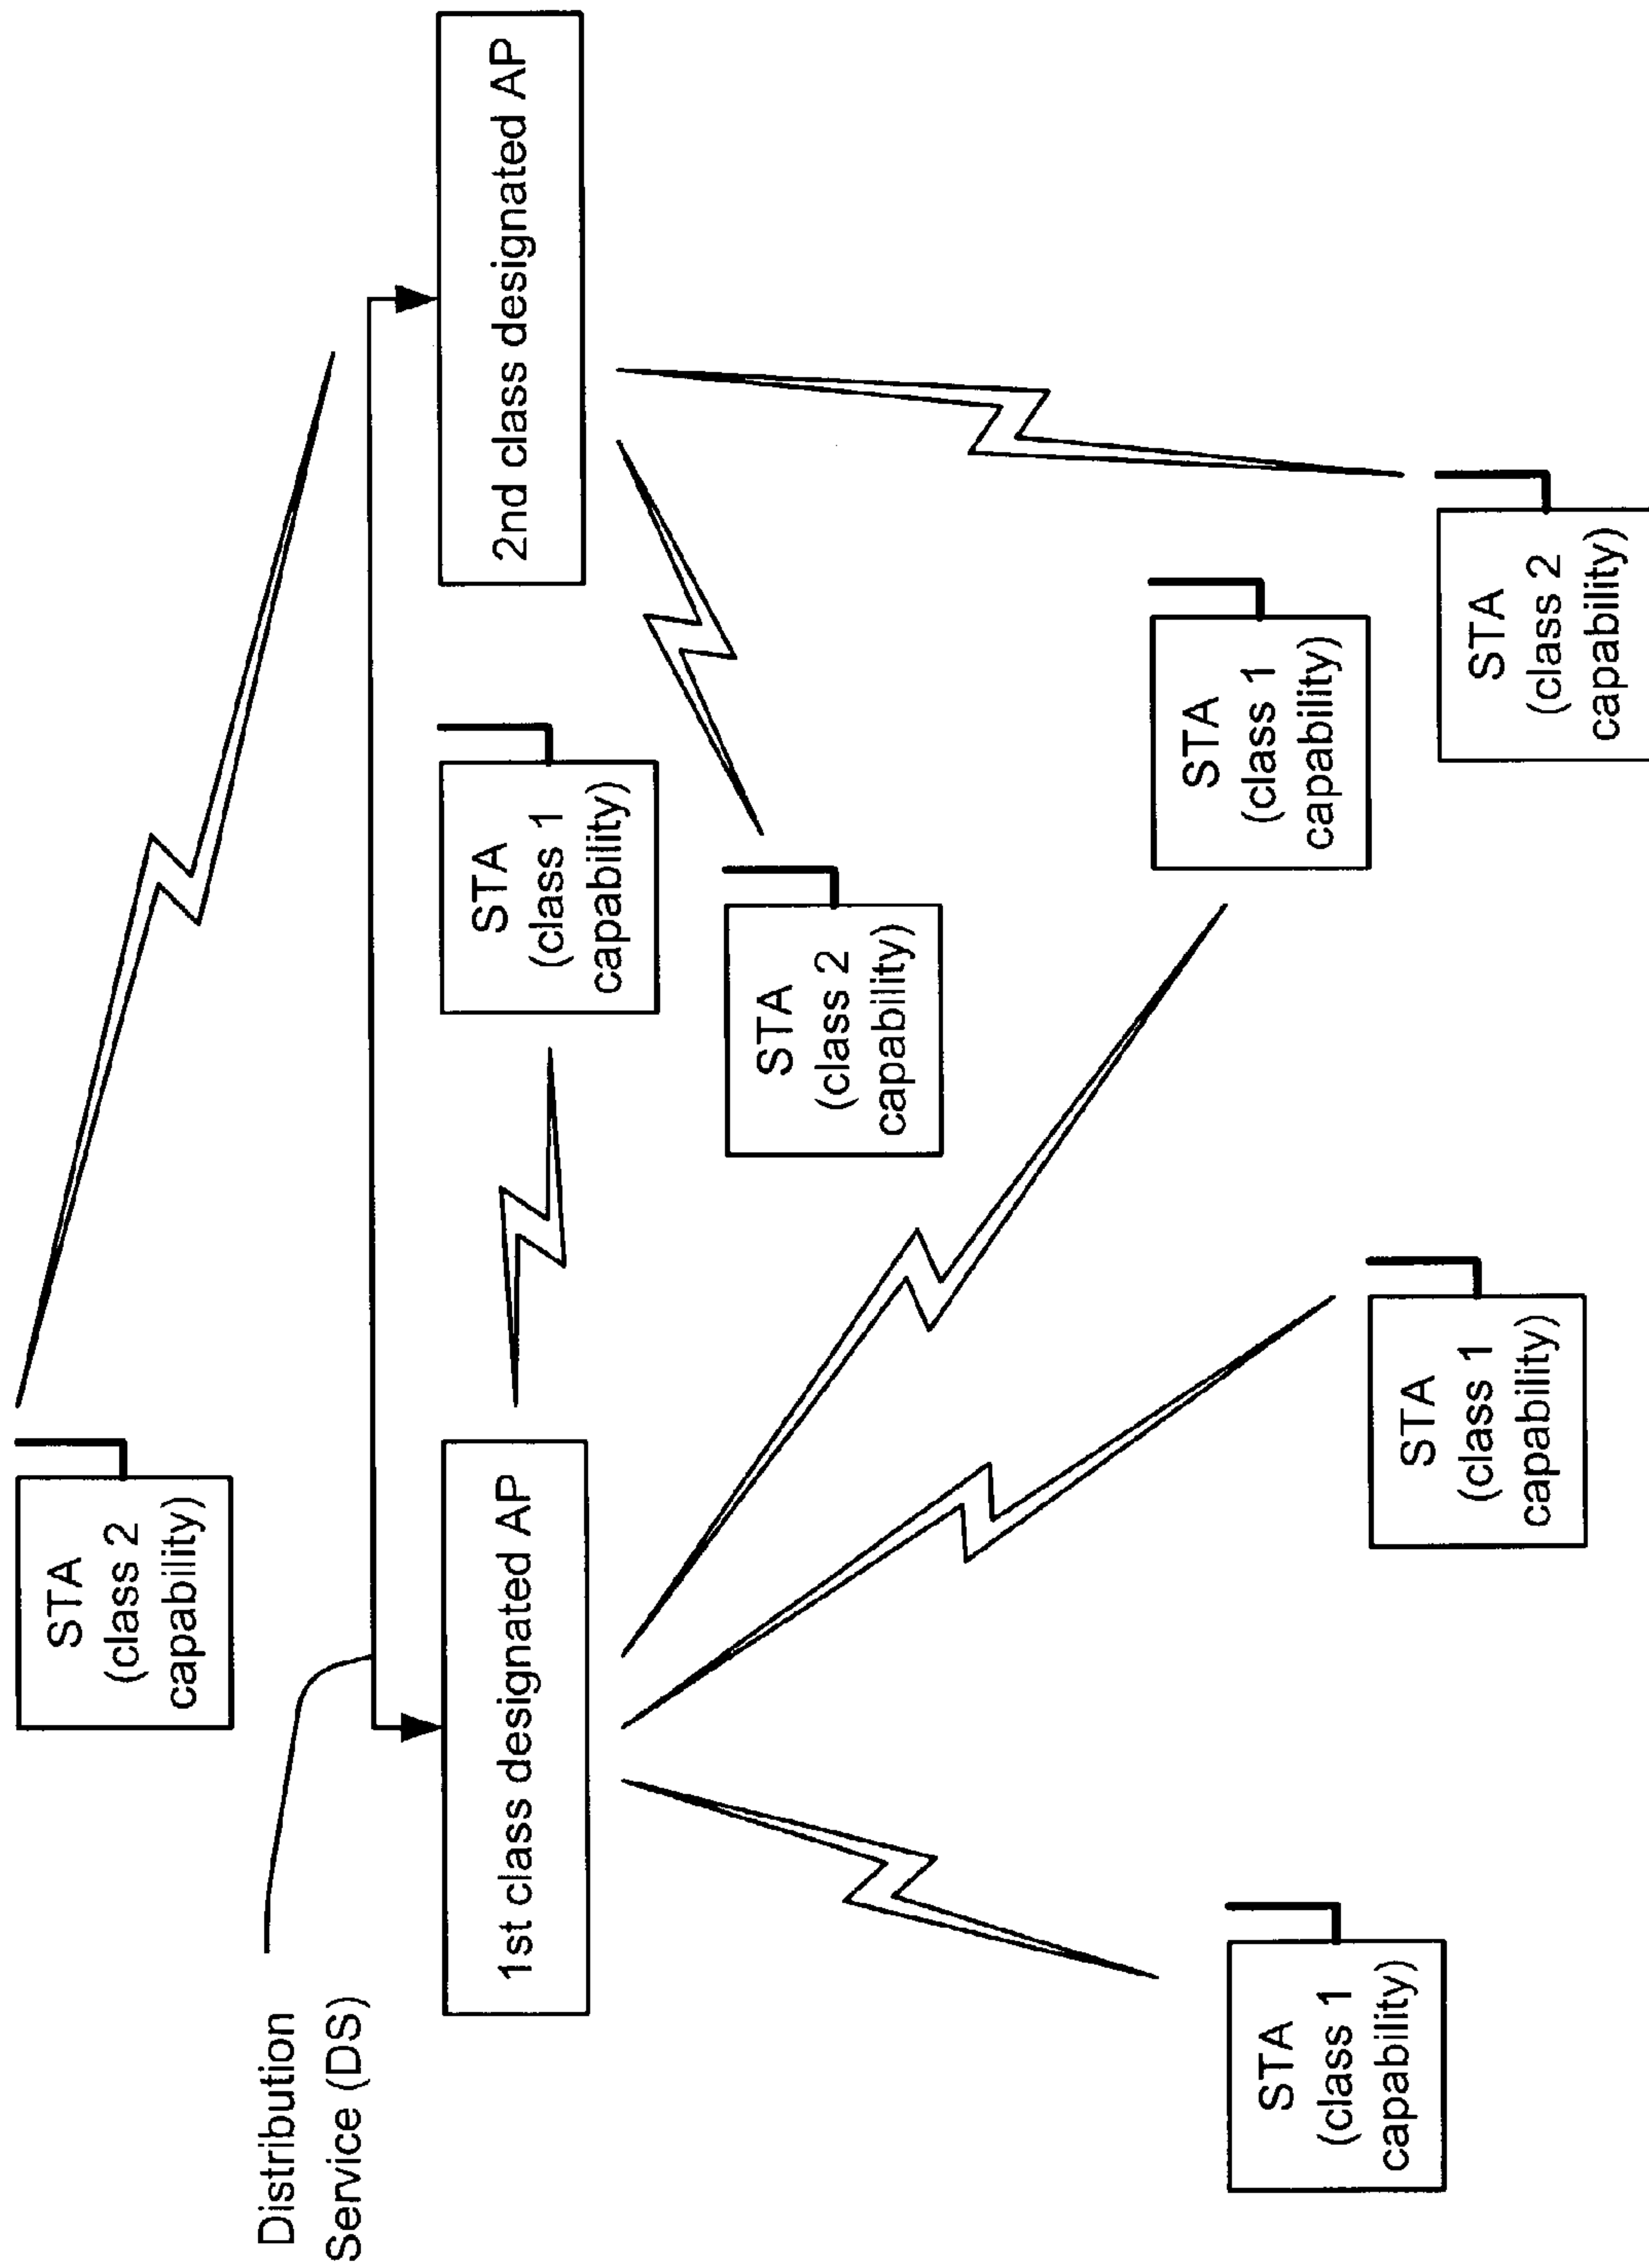 STA
(class 2
capability)
Distribution
Service (DS)
1st class designated AP
2nd class designated AP
STA
(class 1
capability)
STA
(class 2
capability)
STA
(class 1
capability)
STA
(class 1
capability)
STA
(class 1
capability)
STA
(class 2
capability)